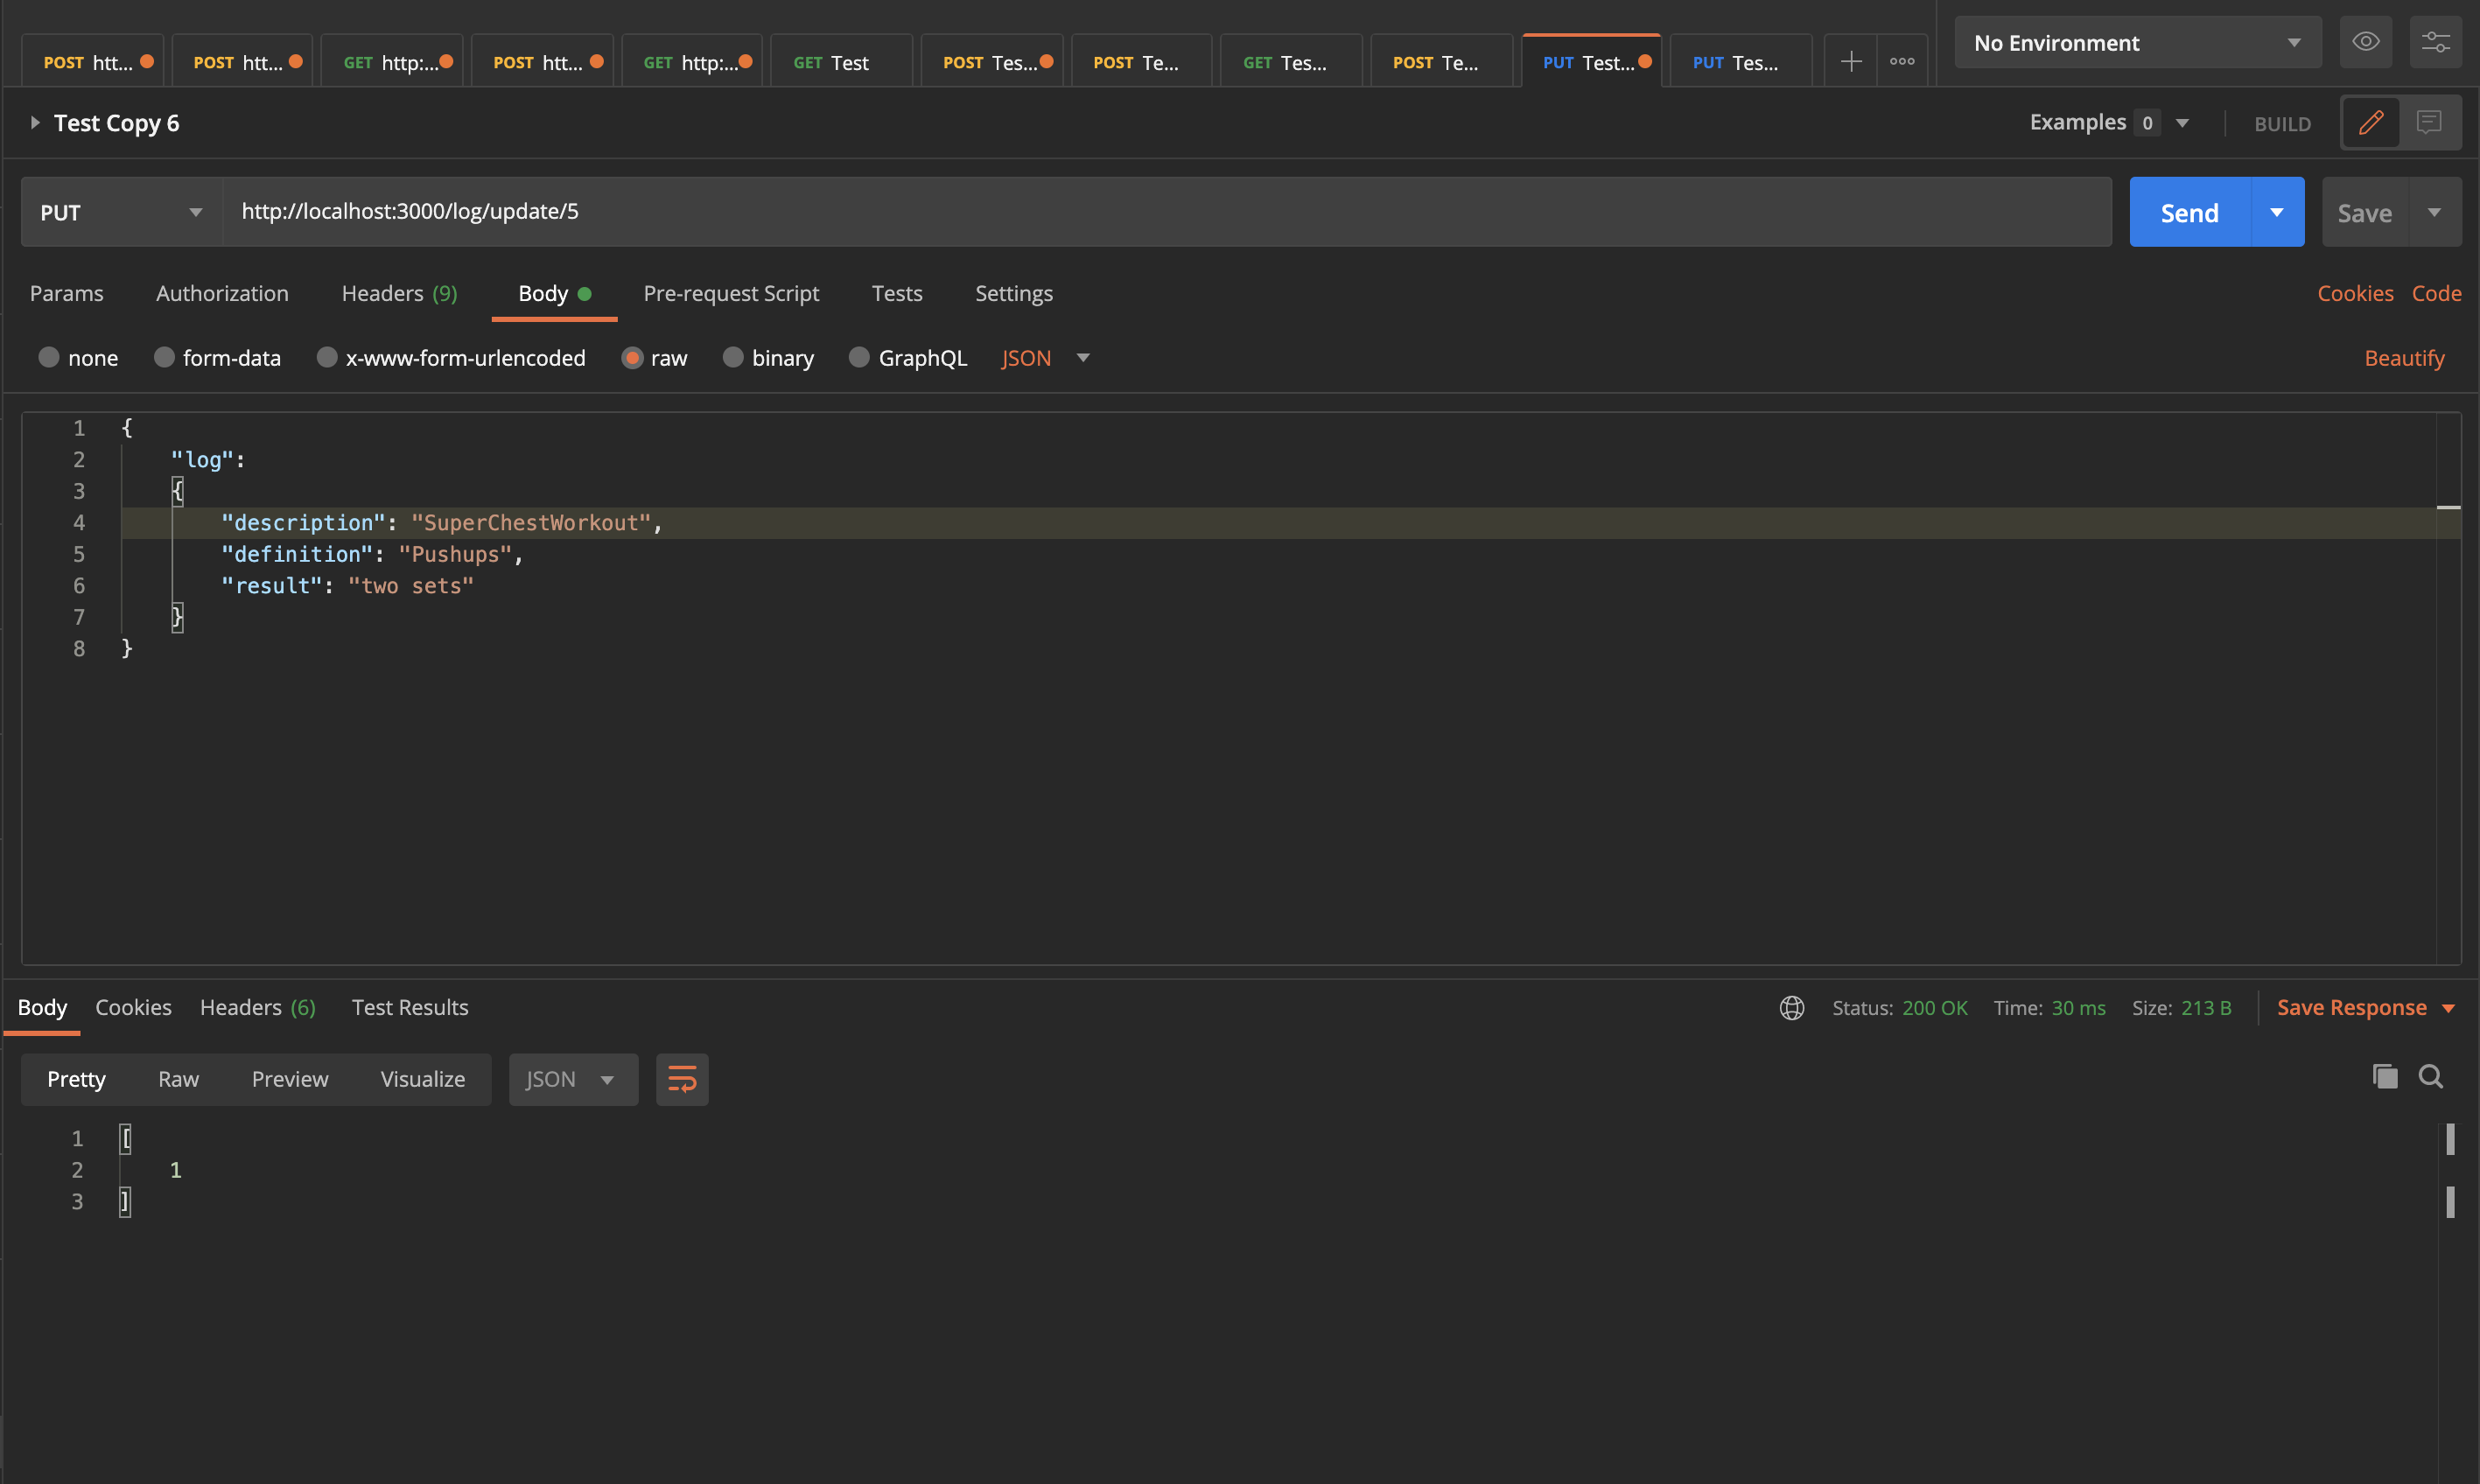 POST htt... POST htt... GET http:... POST htt... GET http:... GET Test POST Tes... POST Te... GET Tes... POST Te... PUT Test... PUT Tes... No Environment
Test Copy 6 Examples 0 BUILD
PUT http://localhost:3000/log/update/5 Send Save
Params Authorization Headers (9) Body Pre-request Script Tests Settings Cookies Code
none form-data x-www-form-urlencoded raw binary GraphQL JSON Beautify
1 {
2 "log":
3 {
4 "description": "SuperChestWorkout",
5 "definition": "Pushups",
6 "result": "two sets"
7 }
8 }
Body Cookies Headers (6) Test Results Status: 200 OK Time: 30 ms Size: 213 B Save Response
Pretty Raw Preview Visualize JSON
1 [
2 1
3 ]